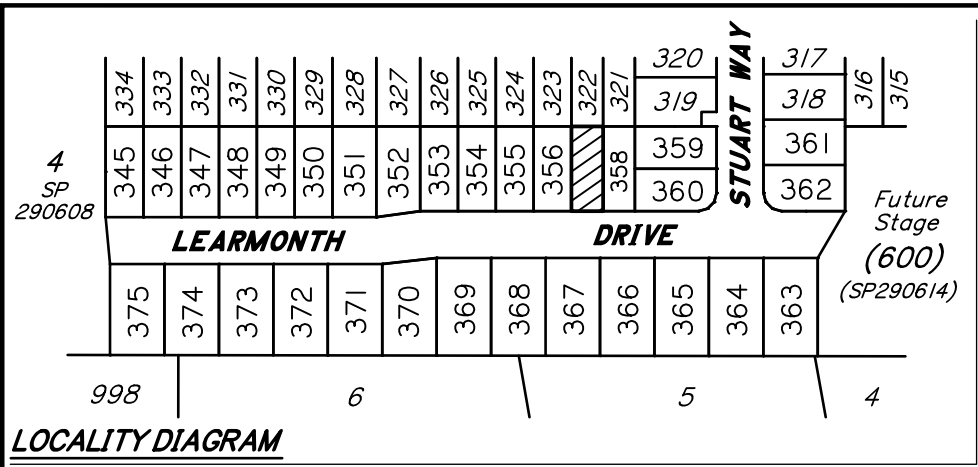 334 333 332 331 330 329 328 327 326 325 324 323 322 321 320 317 316 315
319 318
STUART WAY
4
SP
290608
345 346 347 348 349 350 351 352 353 354 355 356 358 359 361
360 362
LEARMONTH DRIVE
Future
Stage
(600)
(SP290614)
375 374 373 372 371 370 369 368 367 366 365 364 363
998 6 5 4
LOCALITY DIAGRAM